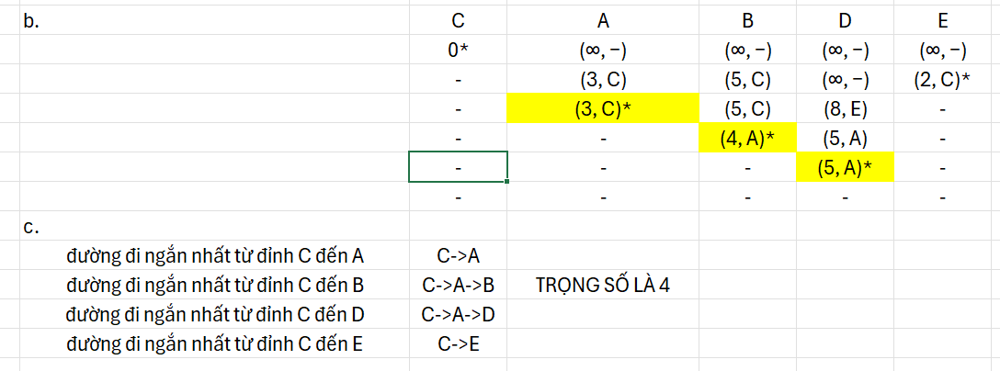 b. C A B D E
0* (∞, −) (∞, −) (∞, −) (∞, −)
- (3, C) (5, C) (∞, −) (2, C)*
- (3, C)* (5, C) (8, E) -
- - (4, A)* (5, A) -
- - - (5, A)* -
- - - - -
c.
đường đi ngắn nhất từ đỉnh C đến A C->A
đường đi ngắn nhất từ đỉnh C đến B C->A->B TRỌNG SỐ LÀ 4
đường đi ngắn nhất từ đỉnh C đến D C->A->D
đường đi ngắn nhất từ đỉnh C đến E C->E